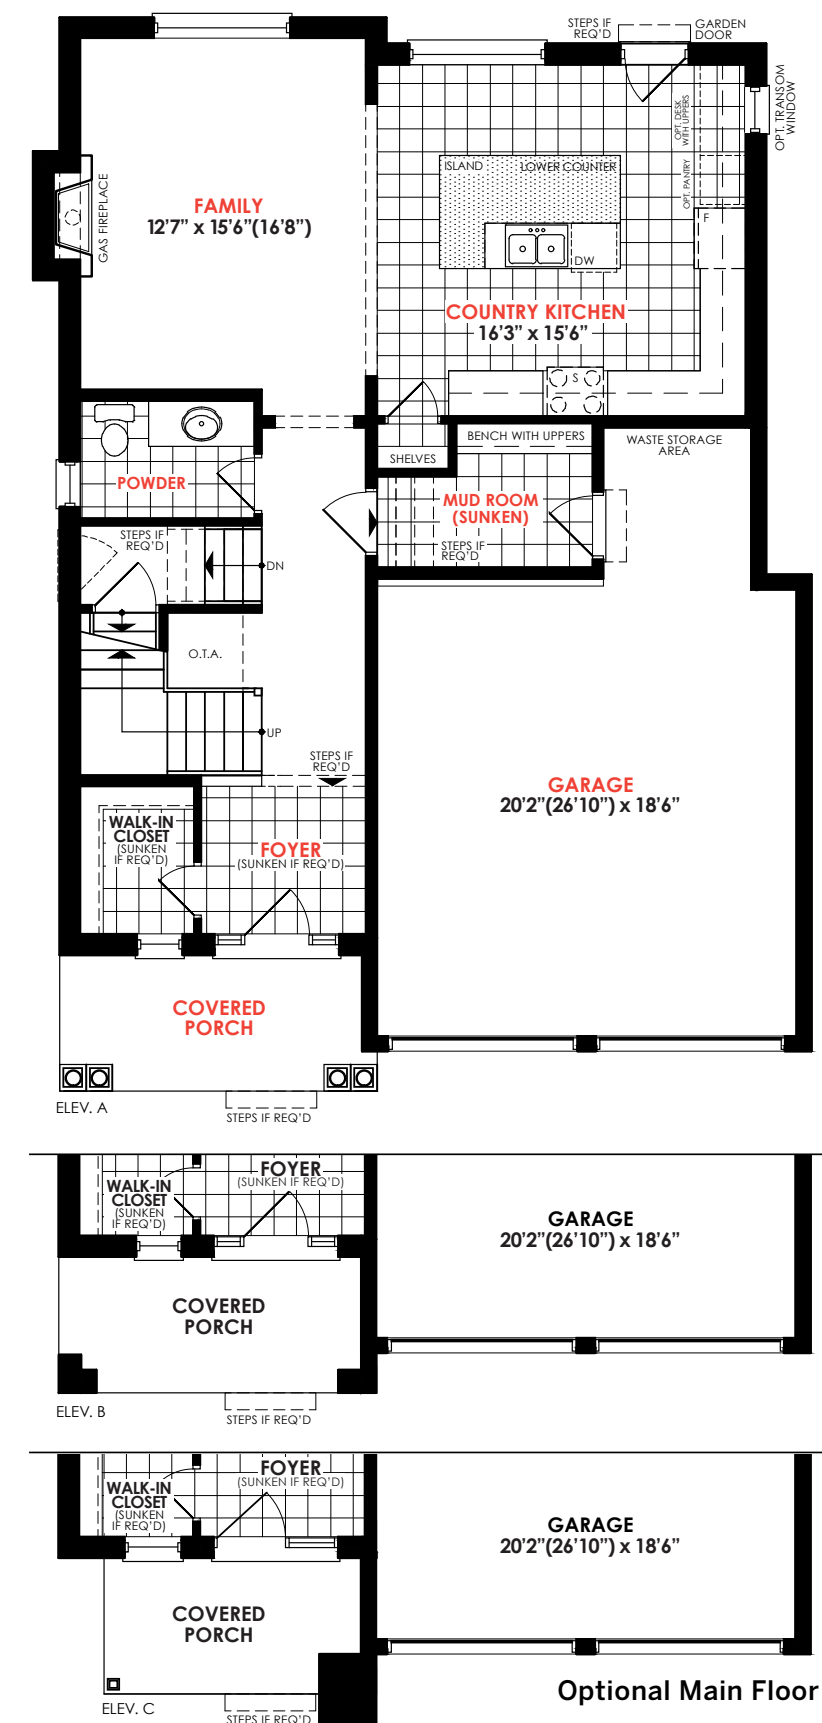 STEPS IF
REQ'D
GARDEN
DOOR
OPT. TRANSOM
WINDOW
OPT. DESK
WITH UPPERS
OPT. PANTRY
GAS FIREPLACE
FAMILY
12'7" x 15'6"(16'8")
ISLAND
LOWER COUNTER
F
DW
COUNTRY KITCHEN
16'3" x 15'6"
S
SHELVES
BENCH WITH UPPERS
WASTE STORAGE
AREA
POWDER
MUD ROOM
(SUNKEN)
STEPS IF
REQ'D
STEPS IF
REQ'D
DN
O.T.A.
UP
STEPS IF
REQ'D
GARAGE
20'2"(26'10") x 18'6"
WALK-IN
CLOSET
(SUNKEN
IF REQ'D)
FOYER
(SUNKEN IF REQ'D)
COVERED
PORCH
ELEV. A
STEPS IF REQ'D
FOYER
(SUNKEN IF REQ'D)
WALK-IN
CLOSET
(SUNKEN
IF REQ'D)
GARAGE
20'2"(26'10") x 18'6"
COVERED
PORCH
ELEV. B
STEPS IF REQ'D
FOYER
(SUNKEN IF REQ'D)
WALK-IN
CLOSET
(SUNKEN
IF REQ'D)
GARAGE
20'2"(26'10") x 18'6"
COVERED
PORCH
ELEV. C
STEPS IF REQ'D
Optional Main Floor